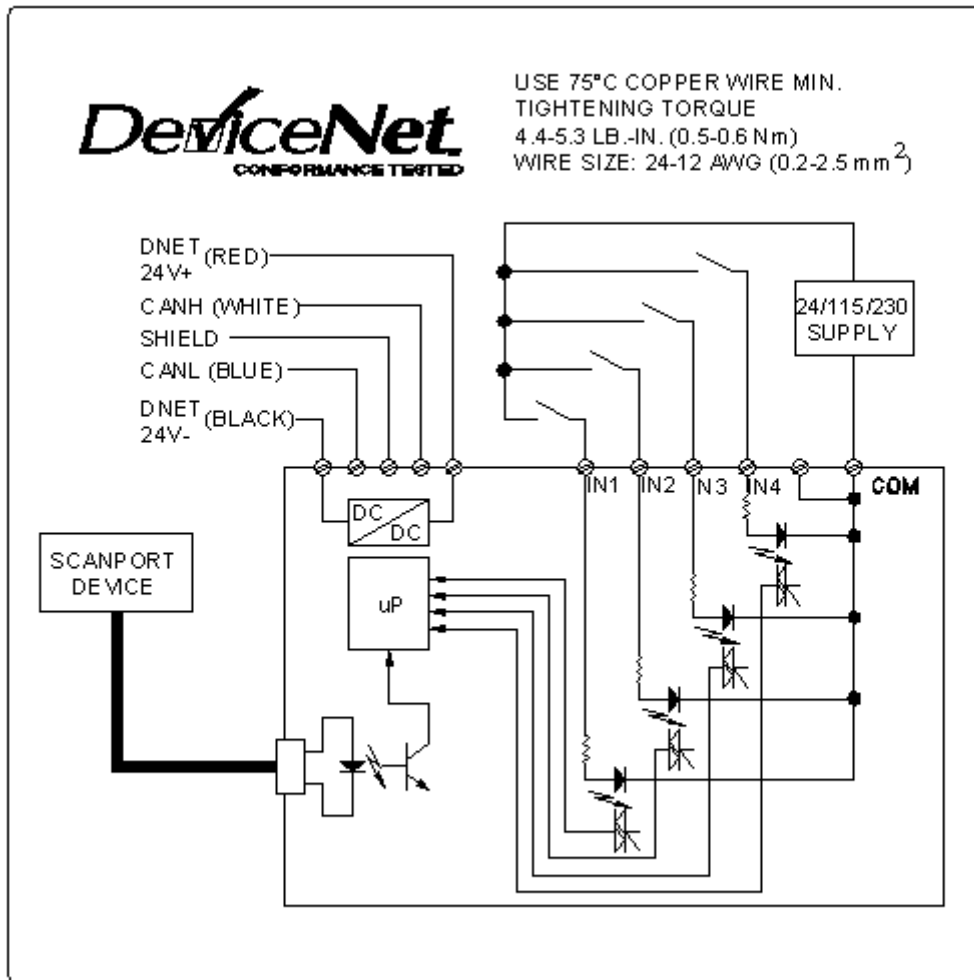 DeviceNet.
CONFORMANCE TESTED
USE 75°C COPPER WIRE MIN.
TIGHTENING TORQUE
4.4-5.3 LB.-IN. (0.5-0.6 Nm)
WIRE SIZE: 24-12 AWG (0.2-2.5 mm²)
DNET (RED)
24V+
CANH (WHITE)
SHIELD
CANL (BLUE)
DNET (BLACK)
24V-
24/115/230
SUPPLY
IN1
IN2
IN3
IN4
COM
DC
DC
SCANPORT
DEVICE
uP